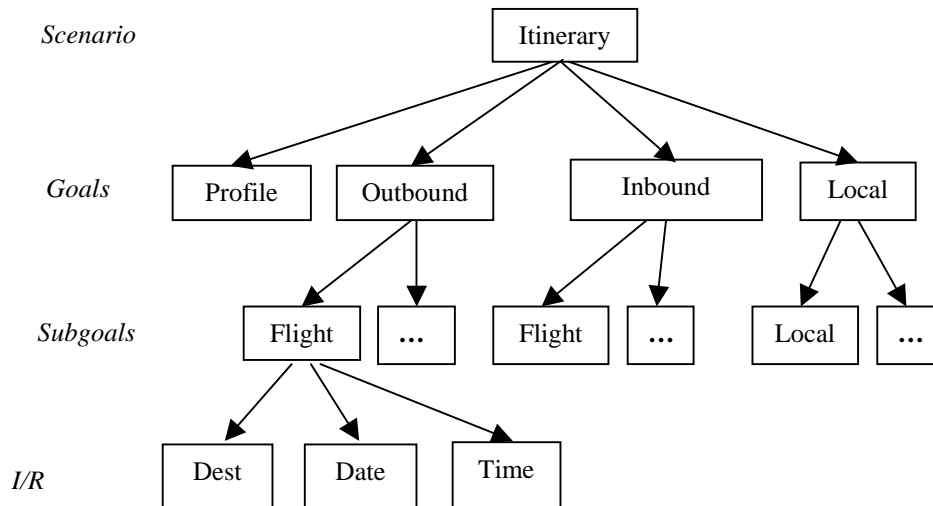 Scenario
Itinerary
Goals
Profile
Outbound
Inbound
Local
Subgoals
Flight
...
Flight
...
Local
...
I/R
Dest
Date
Time